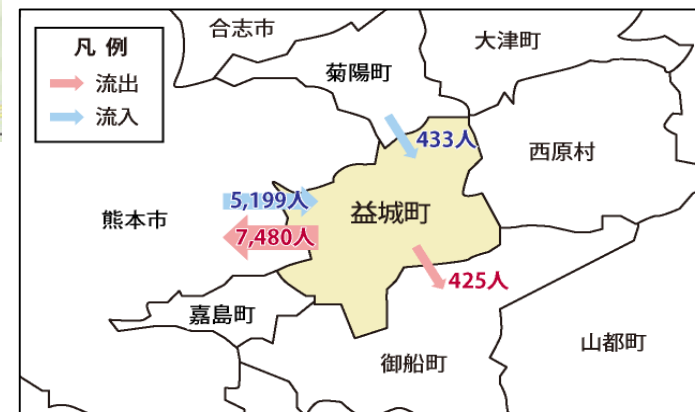 合志市
大津町
凡例
流出
流入
菊陽町
433人
西原村
5,199人
益城町
熊本市
7,480人
425人
嘉島町
山都町
御船町